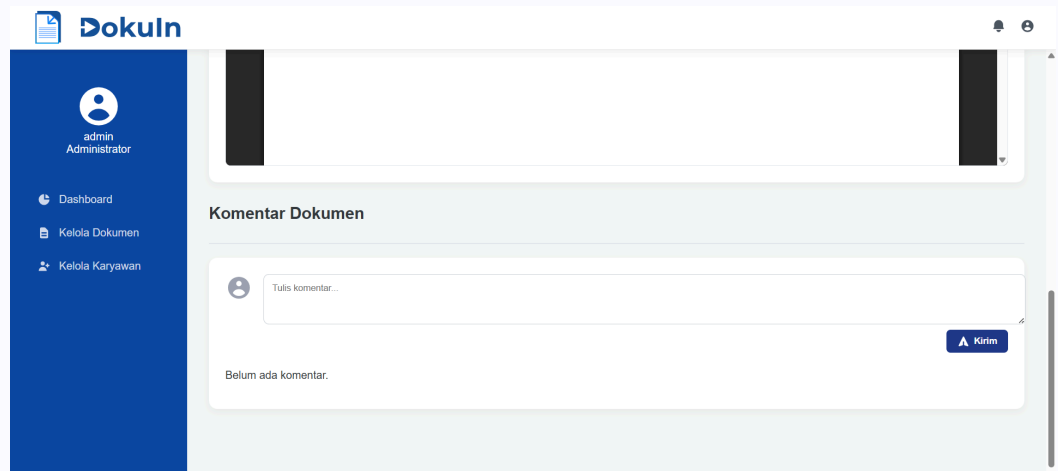 DokuIn
admin
Administrator
Dashboard
Kelola Dokumen
Kelola Karyawan
Komentar Dokumen
Tulis komentar...
Kirim
Belum ada komentar.